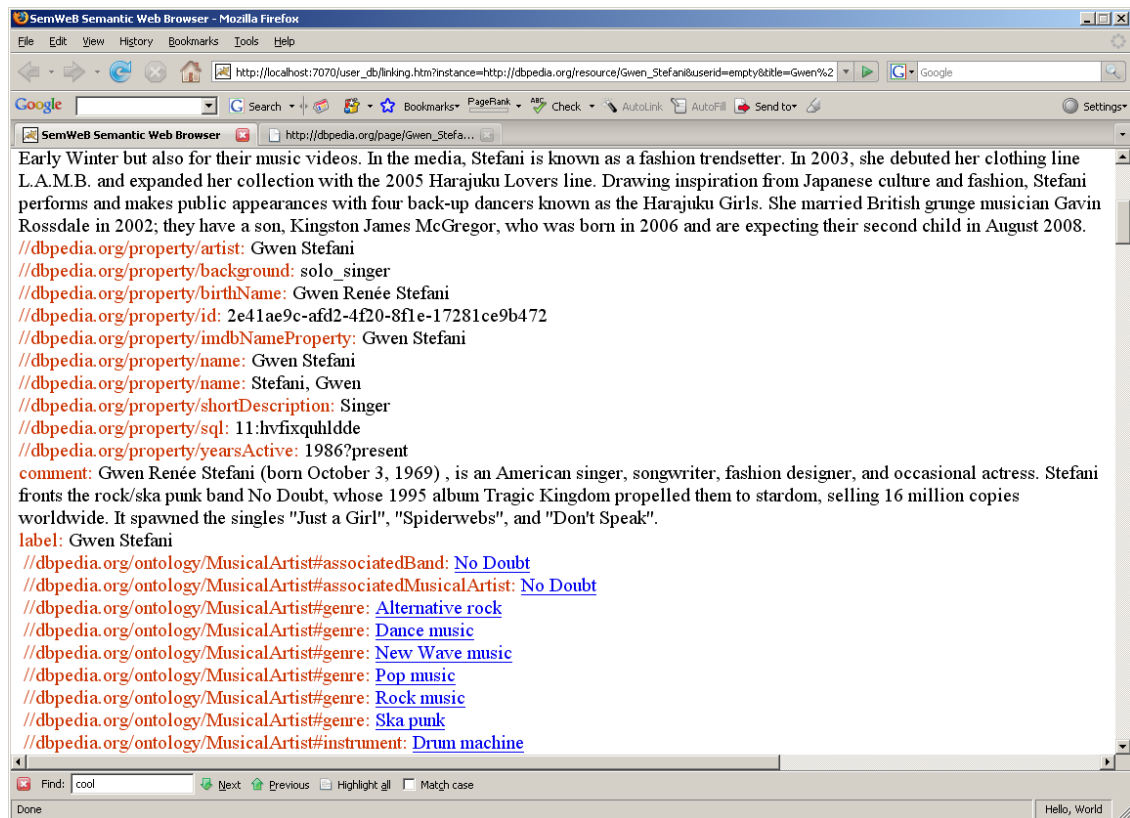 SemWeB Semantic Web Browser - Mozilla Firefox
File Edit View History Bookmarks Tools Help
http://localhost:7070/user_db/linking.htm?instance=http://dbpedia.org/resource/Gwen_Stefani&userid=empty&title=Gwen%2 G Google
Google G Search Bookmarks PageRank ABC Check AutoLink AutoFill Send to Settings
SemWeB Semantic Web Browser http://dbpedia.org/page/Gwen_Stefa...
Early Winter but also for their music videos. In the media, Stefani is known as a fashion trendsetter. In 2003, she debuted her clothing line
L.A.M.B. and expanded her collection with the 2005 Harajuku Lovers line. Drawing inspiration from Japanese culture and fashion, Stefani
performs and makes public appearances with four back-up dancers known as the Harajuku Girls. She married British grunge musician Gavin
Rossdale in 2002; they have a son, Kingston James McGregor, who was born in 2006 and are expecting their second child in August 2008.
//dbpedia.org/property/artist: Gwen Stefani
//dbpedia.org/property/background: solo_singer
//dbpedia.org/property/birthName: Gwen Renée Stefani
//dbpedia.org/property/id: 2e41ae9c-afd2-4f20-8f1e-17281ce9b472
//dbpedia.org/property/imdbNameProperty: Gwen Stefani
//dbpedia.org/property/name: Gwen Stefani
//dbpedia.org/property/name: Stefani, Gwen
//dbpedia.org/property/shortDescription: Singer
//dbpedia.org/property/sql: 11:hvfixquhldde
//dbpedia.org/property/yearsActive: 1986?present
comment: Gwen Renée Stefani (born October 3, 1969) , is an American singer, songwriter, fashion designer, and occasional actress. Stefani
fronts the rock/ska punk band No Doubt, whose 1995 album Tragic Kingdom propelled them to stardom, selling 16 million copies
worldwide. It spawned the singles "Just a Girl", "Spiderwebs", and "Don't Speak".
label: Gwen Stefani
//dbpedia.org/ontology/MusicalArtist#associatedBand: No Doubt
//dbpedia.org/ontology/MusicalArtist#associatedMusicalArtist: No Doubt
//dbpedia.org/ontology/MusicalArtist#genre: Alternative rock
//dbpedia.org/ontology/MusicalArtist#genre: Dance music
//dbpedia.org/ontology/MusicalArtist#genre: New Wave music
//dbpedia.org/ontology/MusicalArtist#genre: Pop music
//dbpedia.org/ontology/MusicalArtist#genre: Rock music
//dbpedia.org/ontology/MusicalArtist#genre: Ska punk
//dbpedia.org/ontology/MusicalArtist#instrument: Drum machine
Find: cool Next Previous Highlight all Match case
Done Hello, World